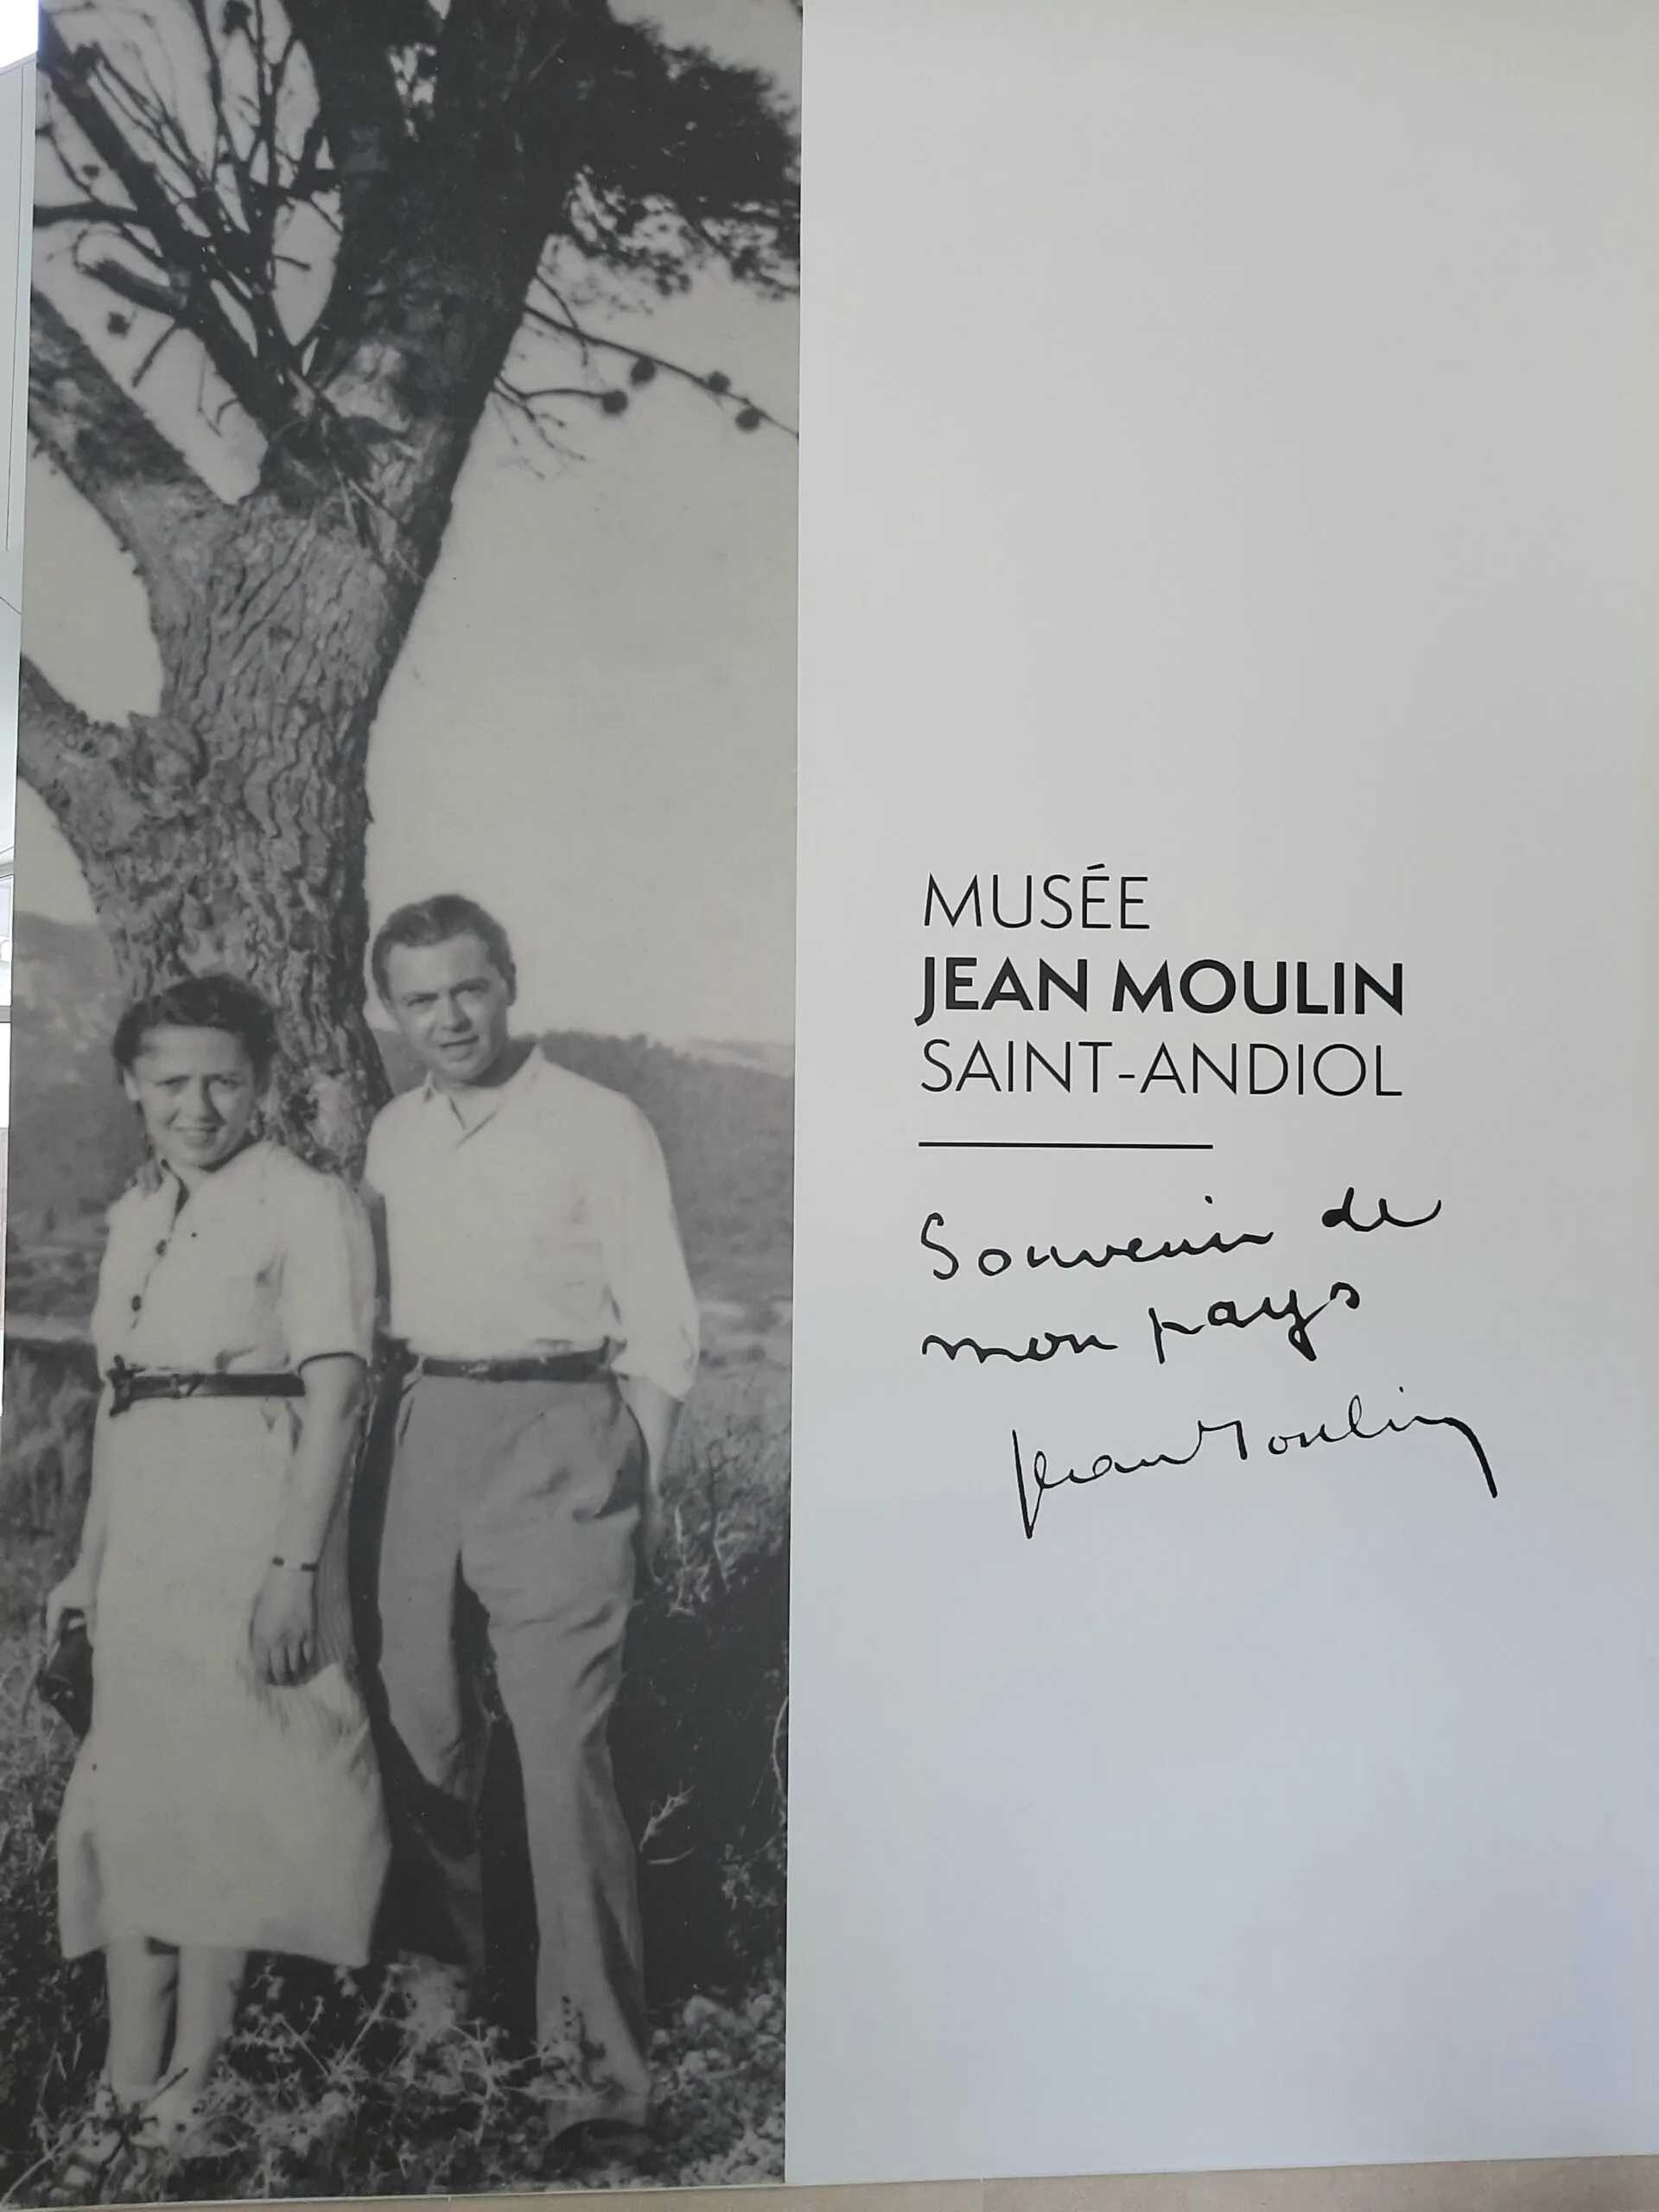 MUSÉE
JEAN MOULIN
SAINT-ANDIOL
Souvenir de
mon pays
Jean Moulin